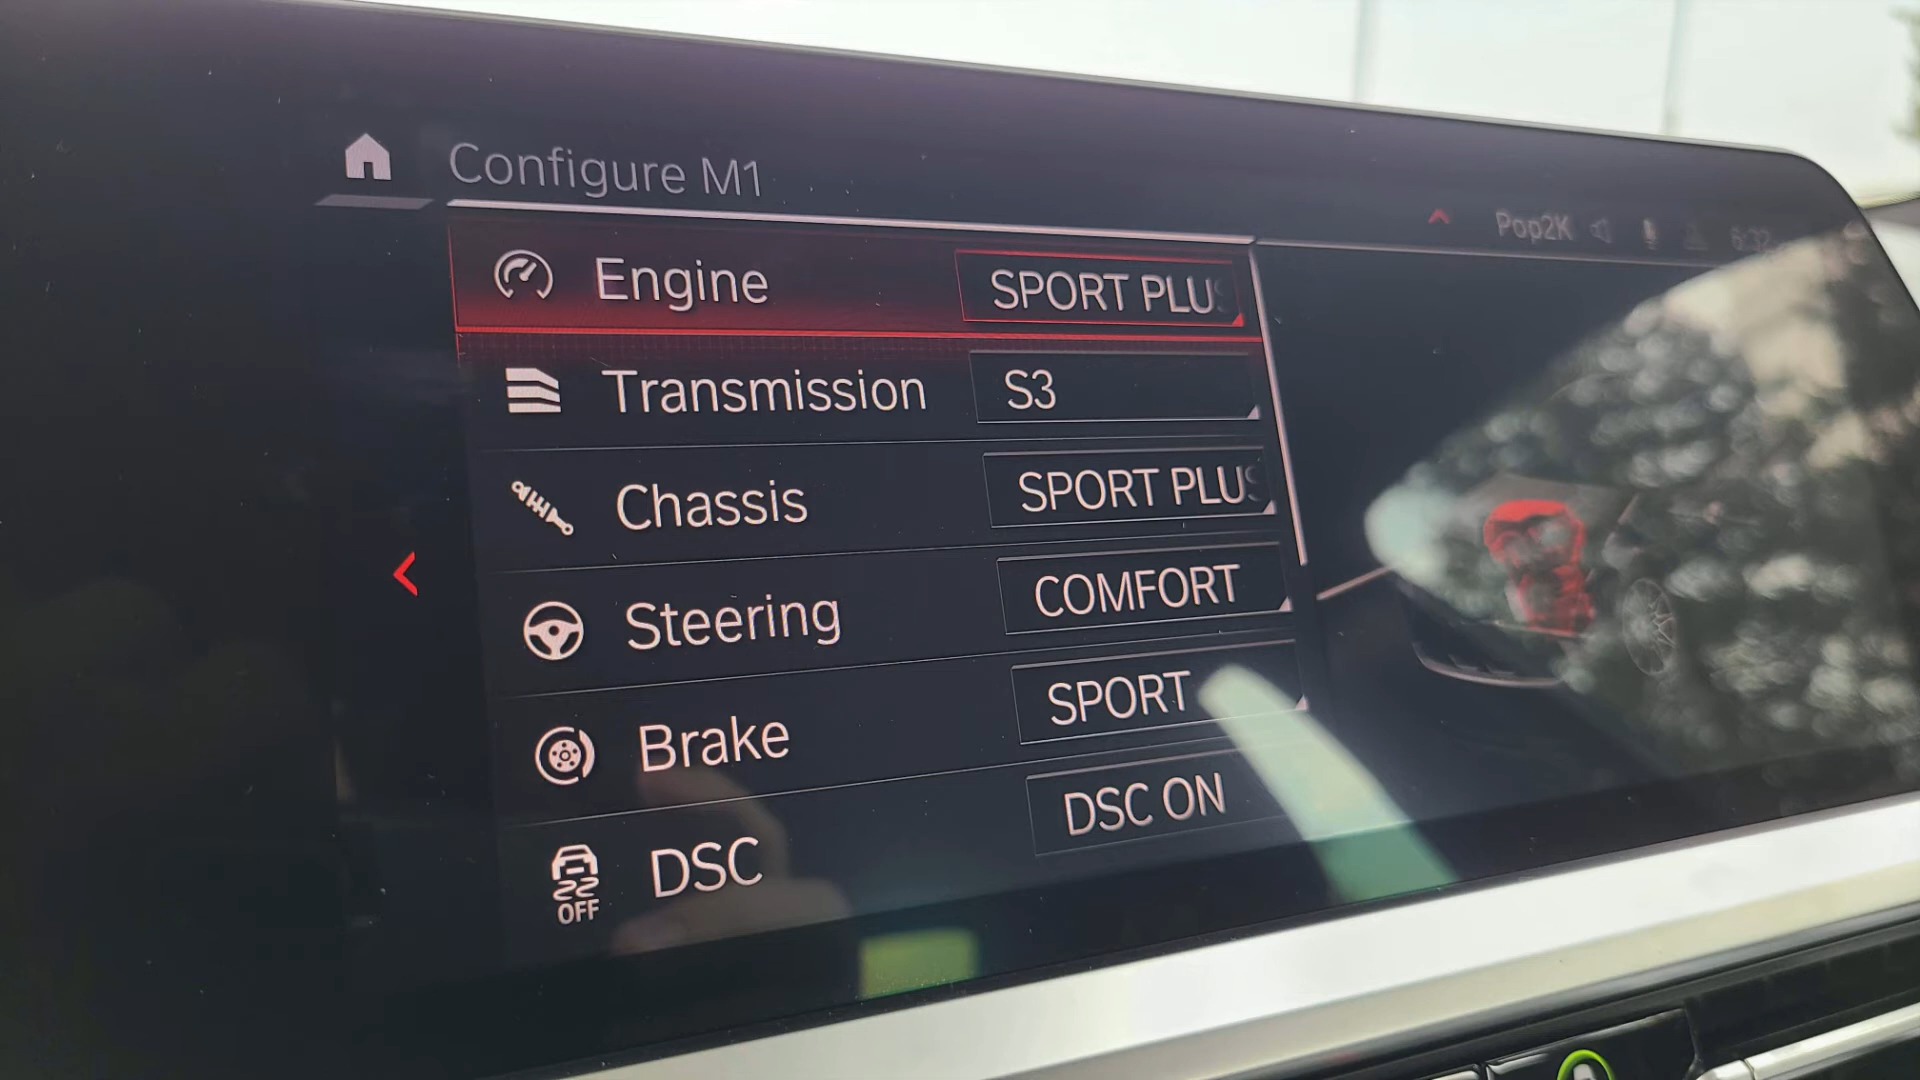 Configure M1
Pop2K
Engine SPORT PLUS
Transmission S3
Chassis SPORT PLUS
Steering COMFORT
Brake SPORT
DSC DSC ON
OFF